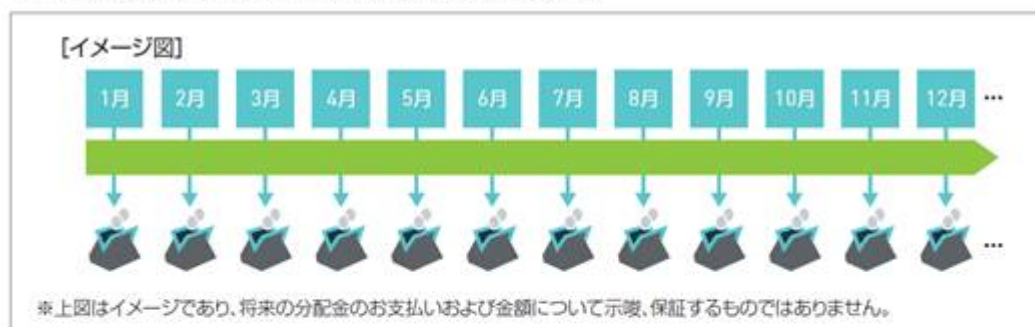 [イメージ図]
1月 2月 3月 4月 5月 6月 7月 8月 9月 10月 11月 12月 …
…
※上図はイメージであり、将来の分配金のお支払いおよび金額について示唆、保証するものではありません。